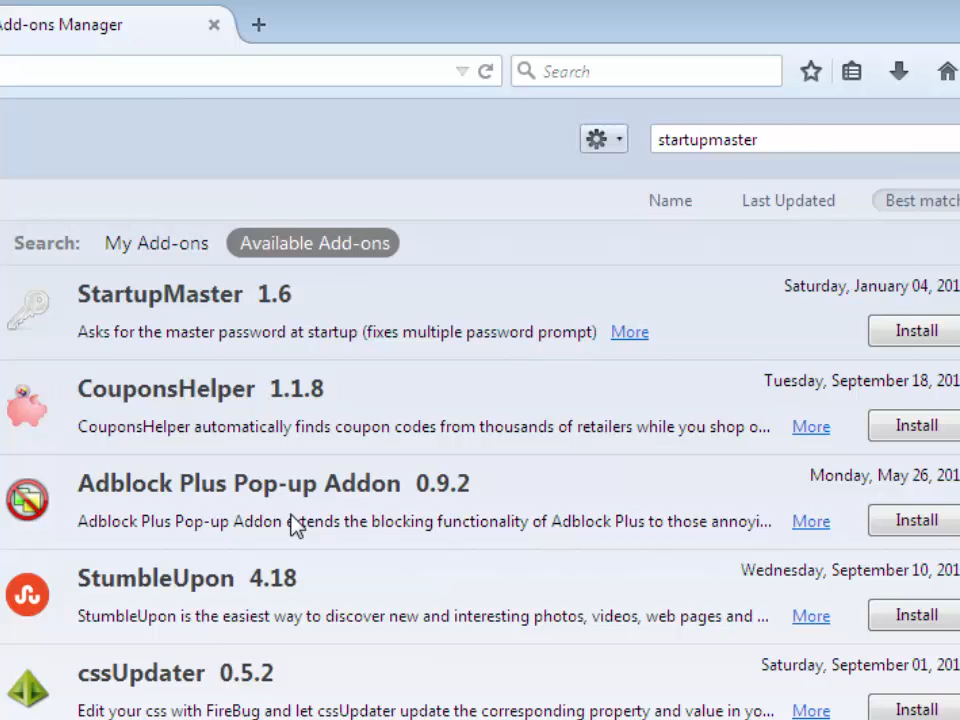 Add-ons Manager
Search
startupmaster
Name Last Updated Best match
Search: My Add-ons Available Add-ons
StartupMaster 1.6 Saturday, January 04, 201
Asks for the master password at startup (fixes multiple password prompt) More Install
CouponsHelper 1.1.8 Tuesday, September 18, 201
CouponsHelper automatically finds coupon codes from thousands of retailers while you shop o... More Install
Adblock Plus Pop-up Addon 0.9.2 Monday, May 26, 201
Adblock Plus Pop-up Addon extends the blocking functionality of Adblock Plus to those annoyi... More Install
StumbleUpon 4.18 Wednesday, September 10, 201
StumbleUpon is the easiest way to discover new and interesting photos, videos, web pages and ... More Install
cssUpdater 0.5.2 Saturday, September 01, 201
Edit your css with FireBug and let cssUpdater update the corresponding property and value in yo... More Install